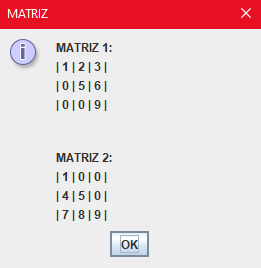 MATRIZ
MATRIZ 1:
| 1 | 2 | 3 |
| 0 | 5 | 6 |
| 0 | 0 | 9 |
MATRIZ 2:
| 1 | 0 | 0 |
| 4 | 5 | 0 |
| 7 | 8 | 9 |
OK